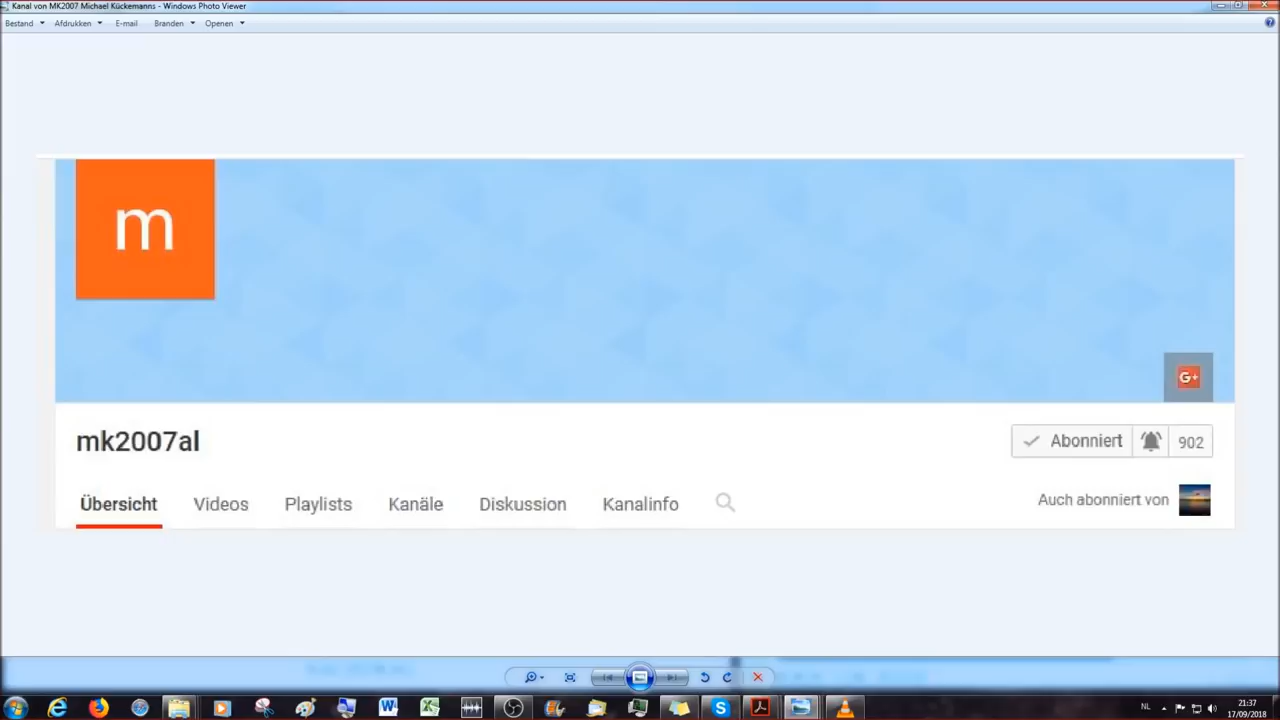 Kanal von MK2007 Michael Kückemanns - Windows Photo Viewer
Bestand Afdrukken E-mail Branden Openen
m
G+
mk2007al
Abonniert 902
Übersicht Videos Playlists Kanäle Diskussion Kanalinfo
Auch abonniert von
NL
21:37
17/09/2018